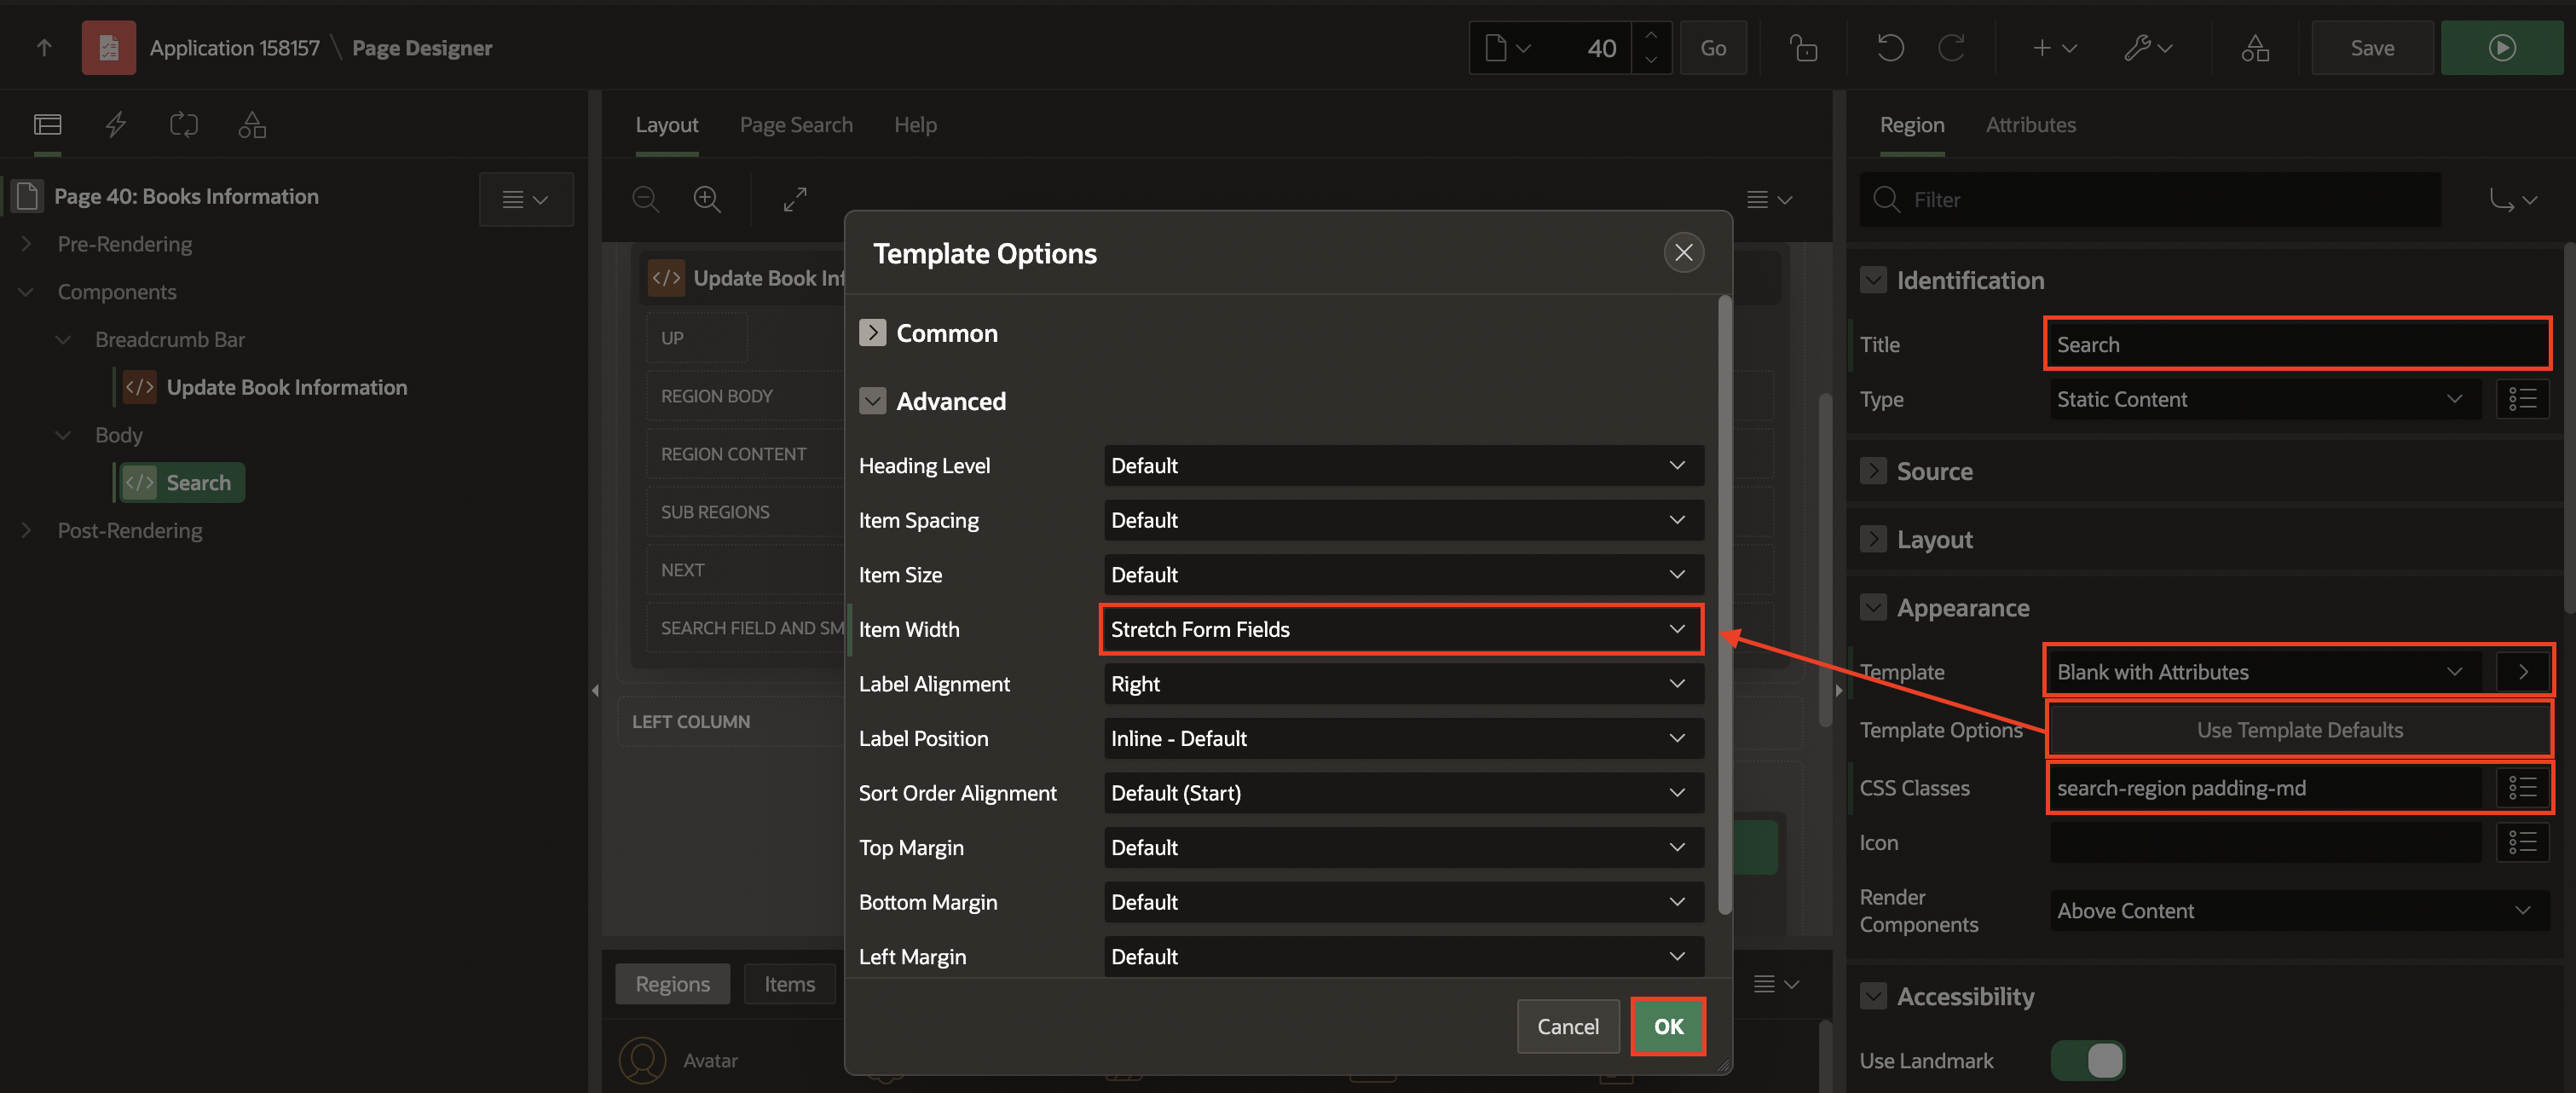 Application 158157 \ Page Designer
40
Go
Save
Layout
Page Search
Help
Region
Attributes
Page 40: Books Information
Pre-Rendering
Components
Breadcrumb Bar
Update Book Information
Body
Search
Post-Rendering
Update Book Inf
UP
REGION BODY
REGION CONTENT
SUB REGIONS
NEXT
SEARCH FIELD AND SM
LEFT COLUMN
Regions
Items
Avatar
Template Options
Common
Advanced
Heading Level
Default
Item Spacing
Default
Item Size
Default
Item Width
Stretch Form Fields
Label Alignment
Right
Label Position
Inline - Default
Sort Order Alignment
Default (Start)
Top Margin
Default
Bottom Margin
Default
Left Margin
Default
Cancel
OK
Filter
Identification
Title
Search
Type
Static Content
Source
Layout
Appearance
Template
Blank with Attributes
Template Options
Use Template Defaults
CSS Classes
search-region padding-md
Icon
Render
Components
Above Content
Accessibility
Use Landmark